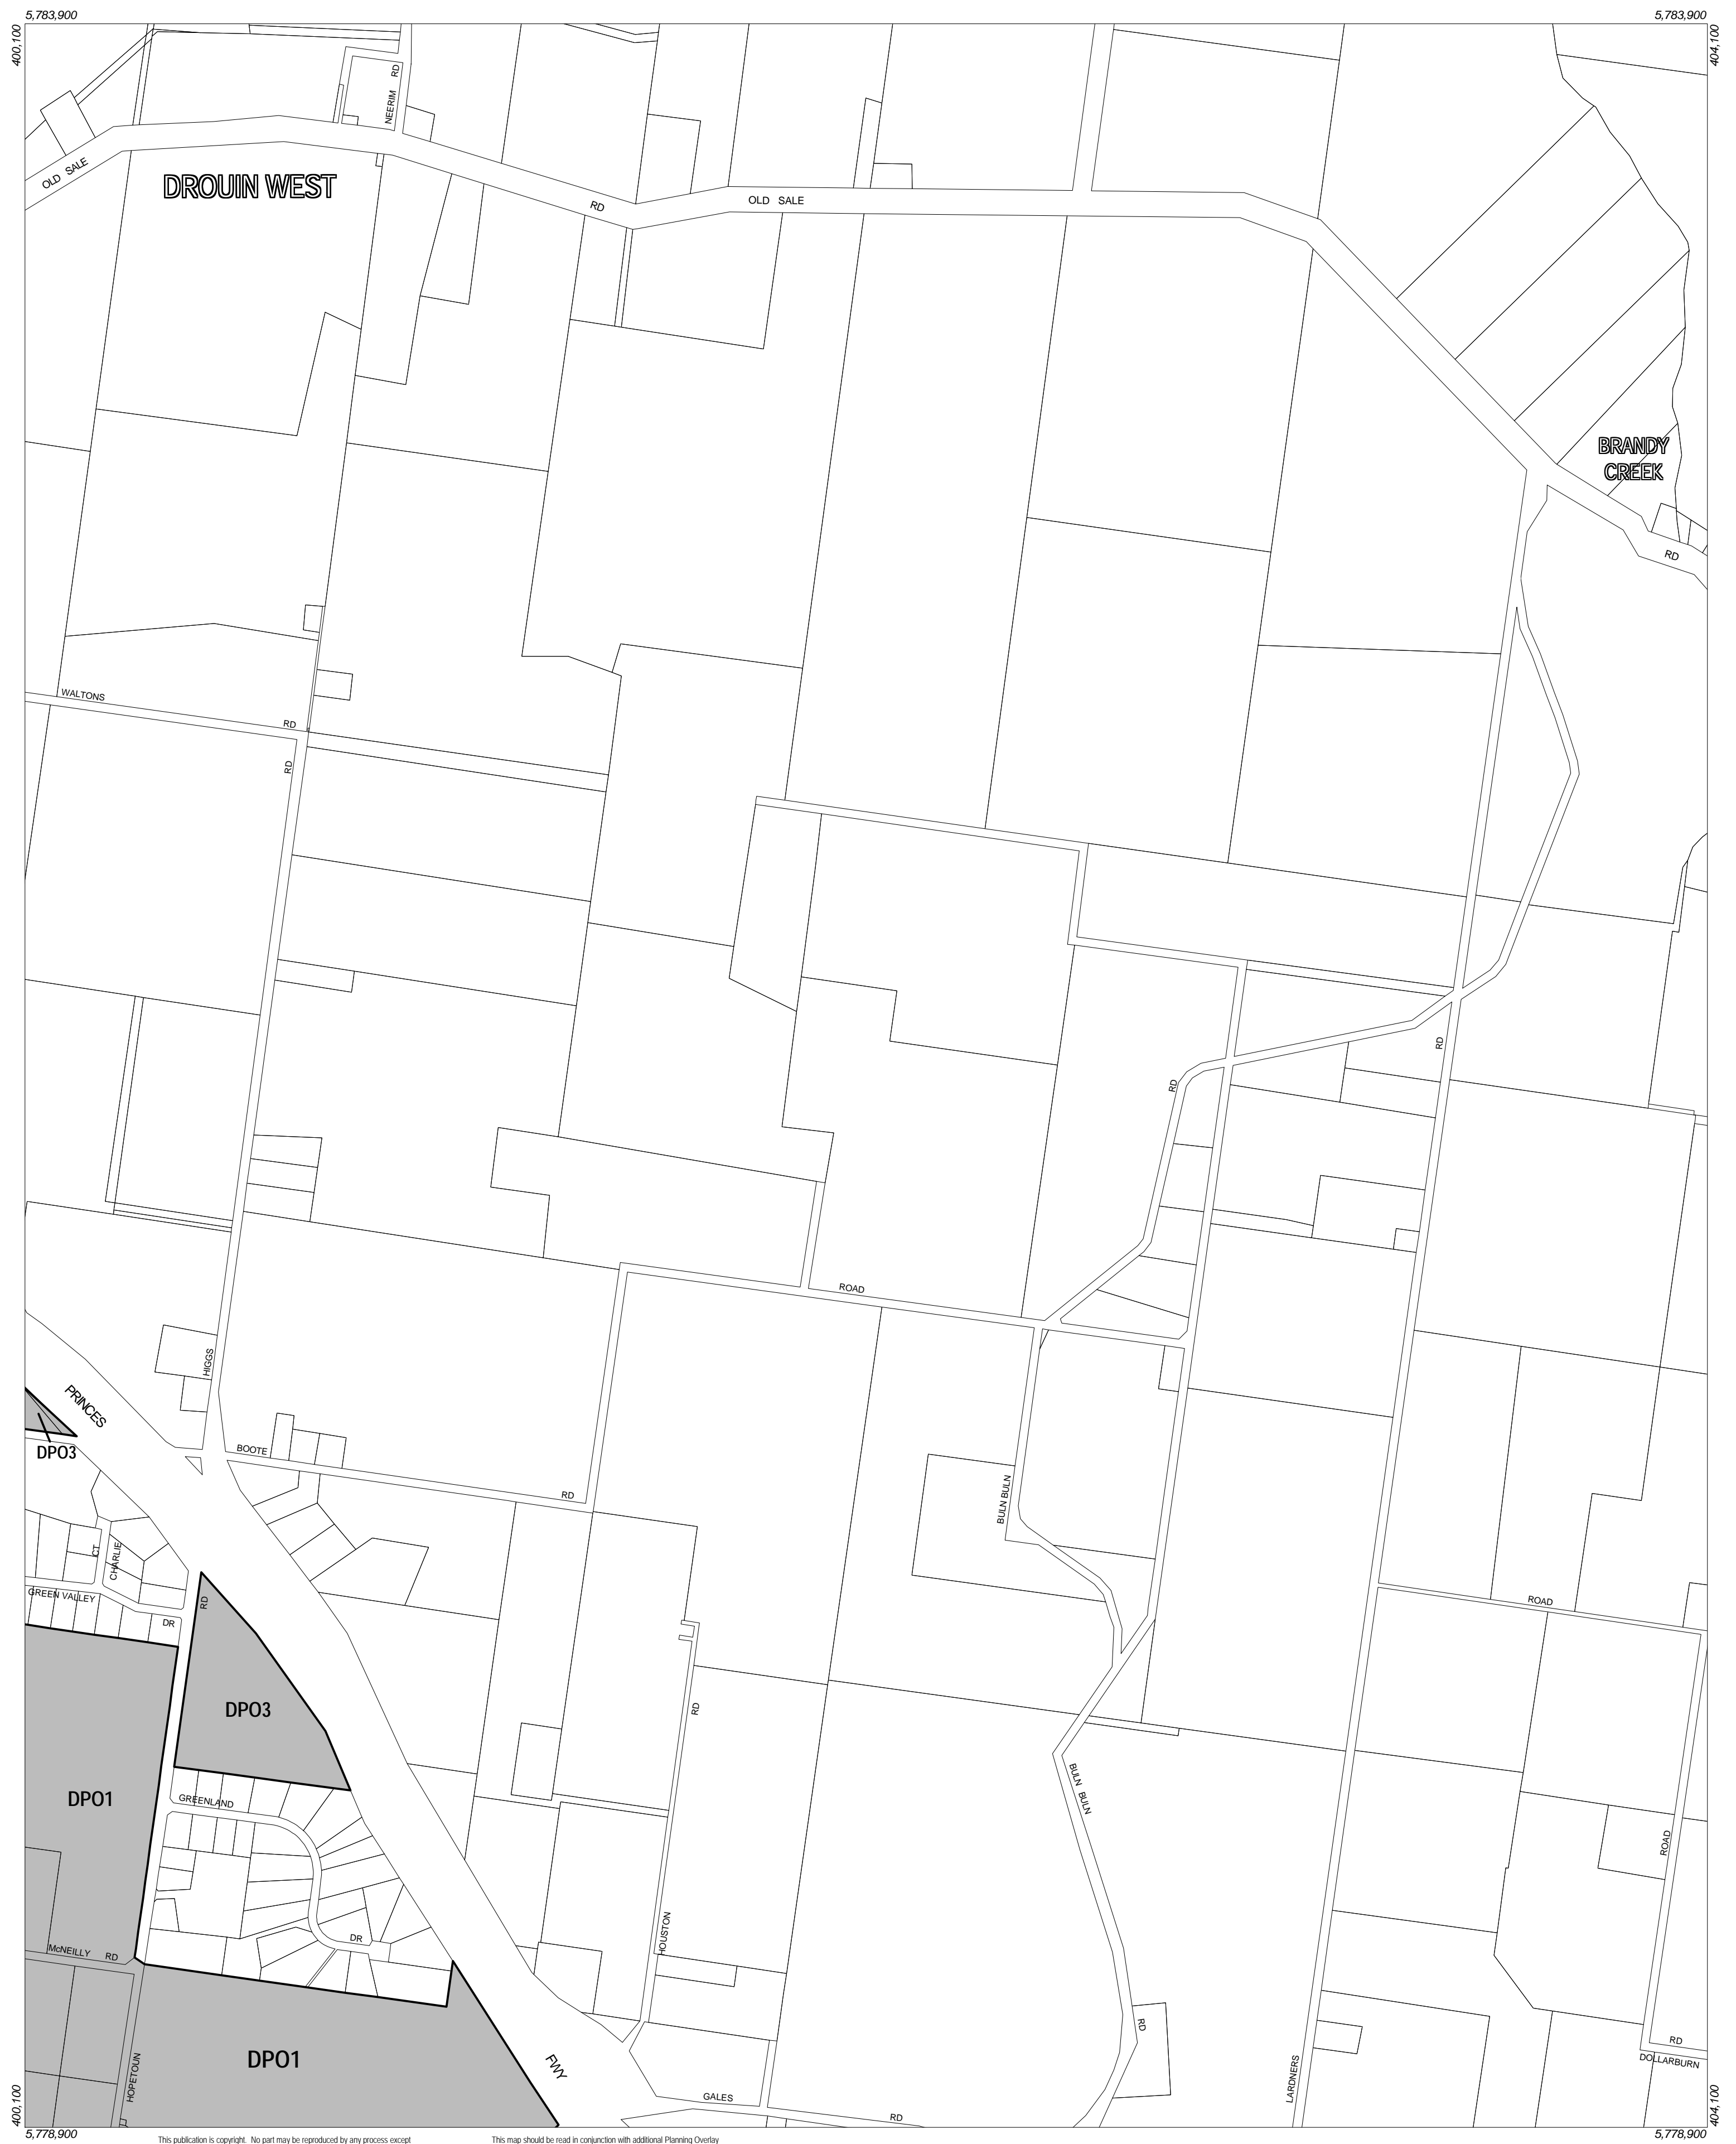 5,783,900
5,783,900
400,100
404,100
NEERIM RD
OLD SALE
DROUIN WEST
RD
OLD SALE
BRANDY
CREEK
RD
WALTONS
RD
RD
RD
RD
ROAD
HIGGS
PRINCES
DPO3
BOOTE
RD
BULN BULN
CT
CHARLIE
GREEN VALLEY
DR
RD
ROAD
DPO3
RD
DPO1
GREENLAND
BULN BULN
ROAD
DR
HOUSTON
McNEILLY RD
RD
RD
DOLLARBURN
DPO1
FWY
HOPETOUN
LARDNERS
GALES
RD
400,100
404,100
5,778,900
5,778,900
This publication is copyright. No part may be reproduced by any process except
This map should be read in conjunction with additional Planning Overlay